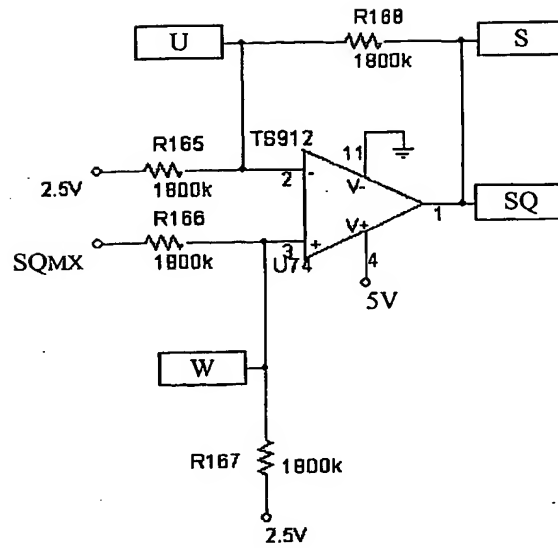 R168
U
S
1800k
R165
TS912
11
2.5V
1800k
2
-
V-
R166
V+
1
SQ
SQMX
1800k
3
+
U74
4
5V
W
R167
1800k
2.5V